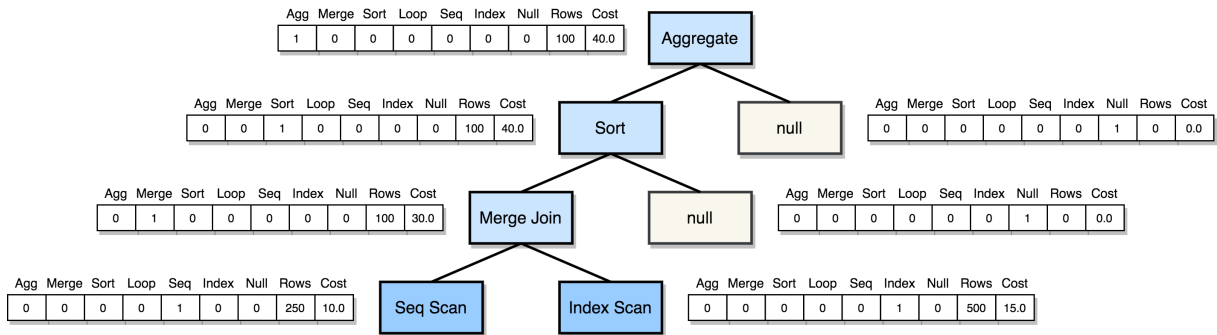 Agg Merge Sort Loop Seq Index Null Rows Cost
1 0 0 0 0 0 0 100 40.0
Aggregate
Agg Merge Sort Loop Seq Index Null Rows Cost
0 0 1 0 0 0 0 100 40.0
Sort
null
Agg Merge Sort Loop Seq Index Null Rows Cost
0 0 0 0 0 0 1 0 0.0
Agg Merge Sort Loop Seq Index Null Rows Cost
0 1 0 0 0 0 0 100 30.0
Merge Join
null
Agg Merge Sort Loop Seq Index Null Rows Cost
0 0 0 0 0 0 1 0 0.0
Agg Merge Sort Loop Seq Index Null Rows Cost
0 0 0 0 1 0 0 250 10.0
Seq Scan
Index Scan
Agg Merge Sort Loop Seq Index Null Rows Cost
0 0 0 0 0 1 0 500 15.0